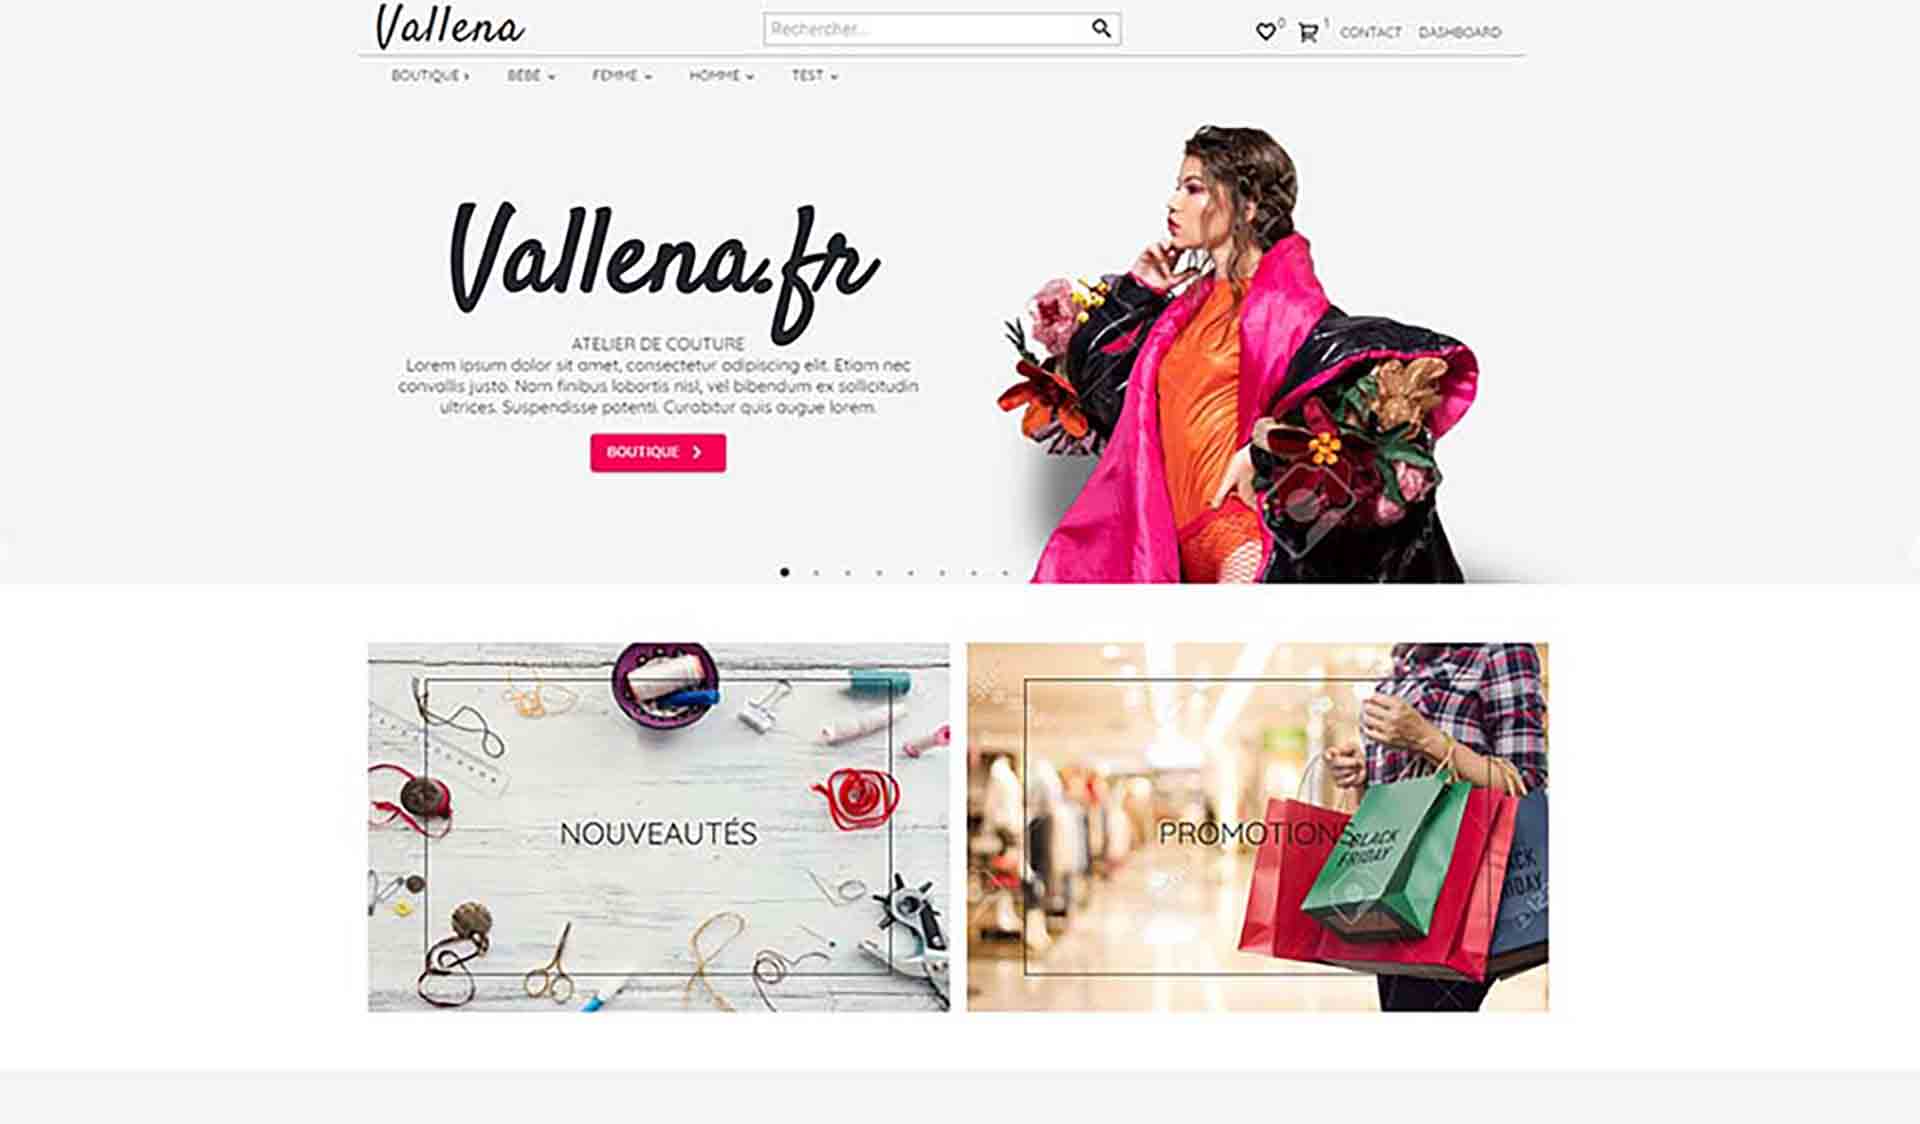 Vallena
Rechercher...
0
1
CONTACT
DASHBOARD
BOUTIQUE
BÉBÉ
FEMME
HOMME
TEST
Vallena.fr
ATELIER DE COUTURE
Lorem ipsum dolor sit amet, consectetur adipiscing elit. Etiam nec
convallis justo. Nam finibus lobortis nisl, vel bibendum ex sollicitudin
ultrices. Suspendisse potenti. Curabitur quis augue lorem.
BOUTIQUE
NOUVEAUTÉS
PROMOTIONS
BLACK
FRIDAY